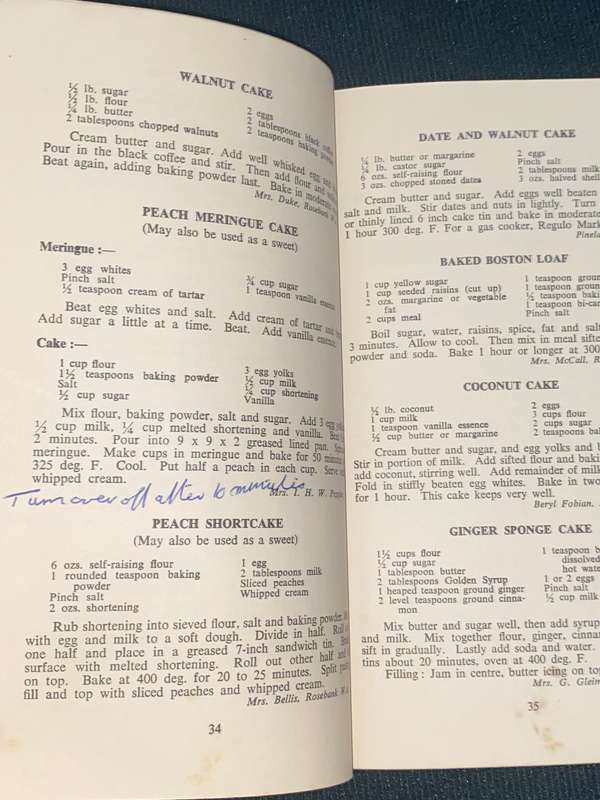 WALNUT CAKE
½ lb. sugar
½ lb. flour
¼ lb. butter
2 tablespoons chopped walnuts
2 eggs
2 tablespoons black coffee
2 teaspoons baking powder
Cream butter and sugar. Add well whisked egg and
Pour in the black coffee and stir. Then add flour and
Beat again, adding baking powder last. Bake in moderate
Mrs. Duke, Rosebank
PEACH MERINGUE CAKE
(May also be used as a sweet)
Meringue :—
3 egg whites
Pinch salt
½ teaspoon cream of tartar
¾ cup sugar
1 teaspoon vanilla essence
Beat egg whites and salt. Add cream of tartar and
Add sugar a little at a time. Beat. Add vanilla essence.
Cake :—
1 cup flour
1½ teaspoons baking powder
Salt
½ cup sugar
3 egg yolks
½ cup milk
¼ cup shortening
Vanilla
Mix flour, baking powder, salt and sugar. Add 3 egg yolks,
½ cup milk, ¼ cup melted shortening and vanilla. Beat
2 minutes. Pour into 9 x 9 x 2 greased lined pan.
meringue. Make cups in meringue and bake for 50 minutes
325 deg. F. Cool. Put half a peach in each cup. Serve
whipped cream.
Mrs. I. H. W.
Turn over off after 10 minutes
PEACH SHORTCAKE
(May also be used as a sweet)
6 ozs. self-raising flour
1 rounded teaspoon baking
powder
Pinch salt
2 ozs. shortening
1 egg
2 tablespoons milk
Sliced peaches
Whipped cream
Rub shortening into sieved flour, salt and baking powder.
with egg and milk to a soft dough. Divide in half. Roll
one half and place in a greased 7-inch sandwich tin.
surface with melted shortening. Roll out other half and
on top. Bake at 400 deg. for 20 to 25 minutes. Split
fill and top with sliced peaches and whipped cream.
Mrs. Bellis, Rosebank
34
DATE AND WALNUT CAKE
¼ lb. butter or margarine
¼ lb. castor sugar
6 ozs. self-raising flour
3 ozs. chopped stoned dates
2 eggs
Pinch salt
2 tablespoons milk
3 ozs. halved
Cream butter and sugar. Add eggs well beaten
salt and milk. Stir dates and nuts in lightly. Turn
or thinly lined 6 inch cake tin and bake in moderate
1 hour 300 deg. F. For a gas cooker, Regulo Mark
BAKED BOSTON LOAF
1 cup yellow sugar
1 cup seeded raisins (cut up)
2 ozs. margarine or vegetable
fat
2 cups meal
1 teaspoon
1 teaspoon
½ teaspoon
1 teaspoon
Pinch salt
Boil sugar, water, raisins, spice, fat and salt
3 minutes. Allow to cool. Then mix in meal
powder and soda. Bake 1 hour or longer at 300
Mrs. McCall,
COCONUT CAKE
¼ lb. coconut
1 cup milk
1 teaspoon vanilla essence
½ cup butter or margarine
2 eggs
3 cups flour
2 cups sugar
2 teaspoons
Cream butter and sugar, and egg yolks and
Stir in portion of milk. Add sifted flour and
add coconut, stirring well. Add remainder of milk
Fold in stiffly beaten egg whites. Bake in two
for 1 hour. This cake keeps very well.
Beryl Fobian,
GINGER SPONGE CAKE
1½ cups flour
½ cup sugar
1 tablespoon butter
2 tablespoons Golden Syrup
1 heaped teaspoon ground ginger
2 level teaspoons ground cinna-
mon
1 teaspoon
dissolved
hot
1 or 2 eggs
Pinch salt
½ cup milk
Mix butter and sugar well, then add syrup
and milk. Mix together flour, ginger,
sift in gradually. Lastly add soda and water.
tins about 20 minutes, oven at 400 deg. F.
Filling : Jam in centre, butter icing on top
Mrs. G.
35